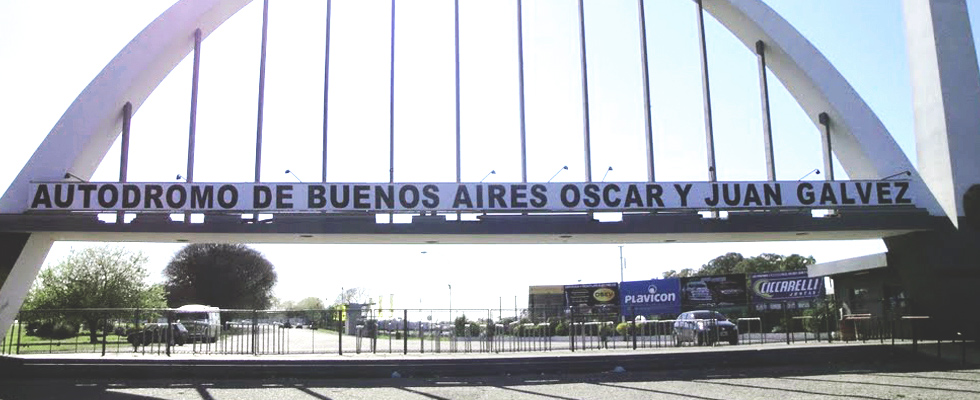 AUTODROMO DE BUENOS AIRES OSCAR Y JUAN GALVEZ
PLAVICON
CICCARELLI